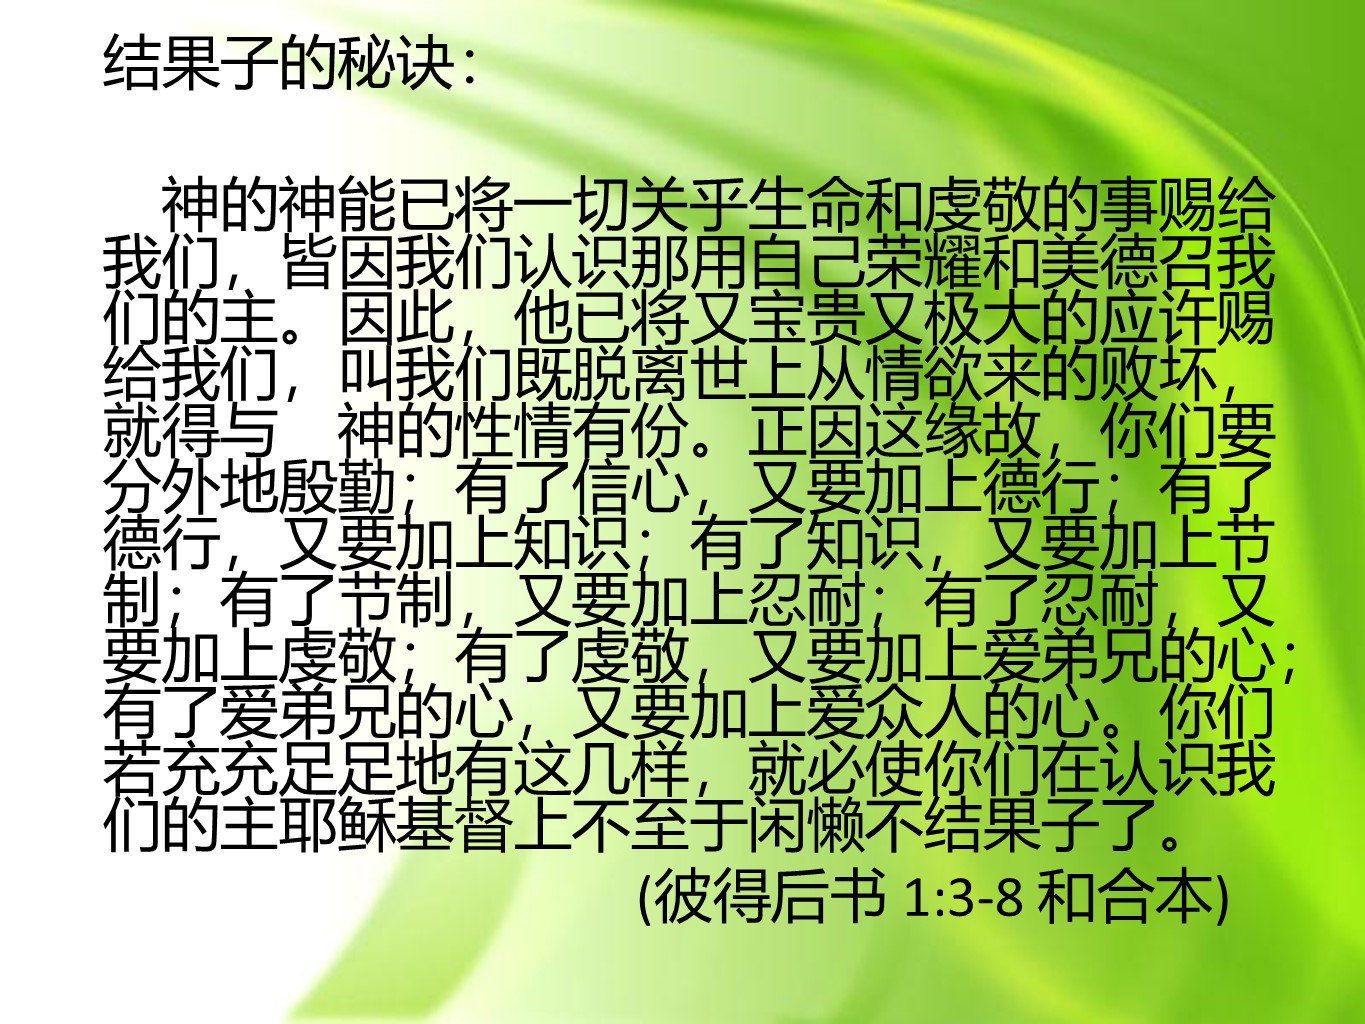 结果子的秘诀：
神的神能已将一切关乎生命和虔敬的事赐给
我们，皆因我们认识那用自己荣耀和美德召我
们的主。因此，他已将又宝贵又极大的应许赐
给我们，叫我们既脱离世上从情欲来的败坏，
就得与　神的性情有份。正因这缘故，你们要
分外地殷勤；有了信心，又要加上德行；有了
德行，又要加上知识；有了知识，又要加上节
制；有了节制，又要加上忍耐；有了忍耐，又
要加上虔敬；有了虔敬，又要加上爱弟兄的心；
有了爱弟兄的心，又要加上爱众人的心。你们
若充充足足地有这几样，就必使你们在认识我
们的主耶稣基督上不至于闲懒不结果子了。
(彼得后书 1:3-8 和合本)